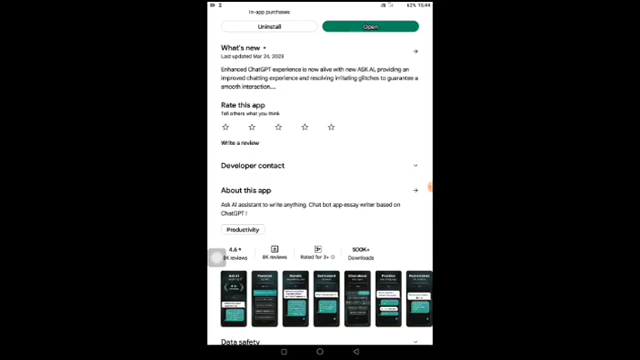 62% 15:44
In-app purchases
Uninstall
Open
What's new •
Last updated Mar 24, 2023
Enhanced ChatGPT experience is now alive with new ASK AI, providing an
improved chatting experience and resolving irritating glitches to guarantee a
smooth interaction....
Rate this app
Tell others what you think
Write a review
Developer contact
About this app
Ask AI assistant to write anything. Chat bot app essay writer based on
ChatGPT !
Productivity
4.6★
8K reviews
8K reviews
3+
Rated for 3+
500K+
Downloads
Data safety